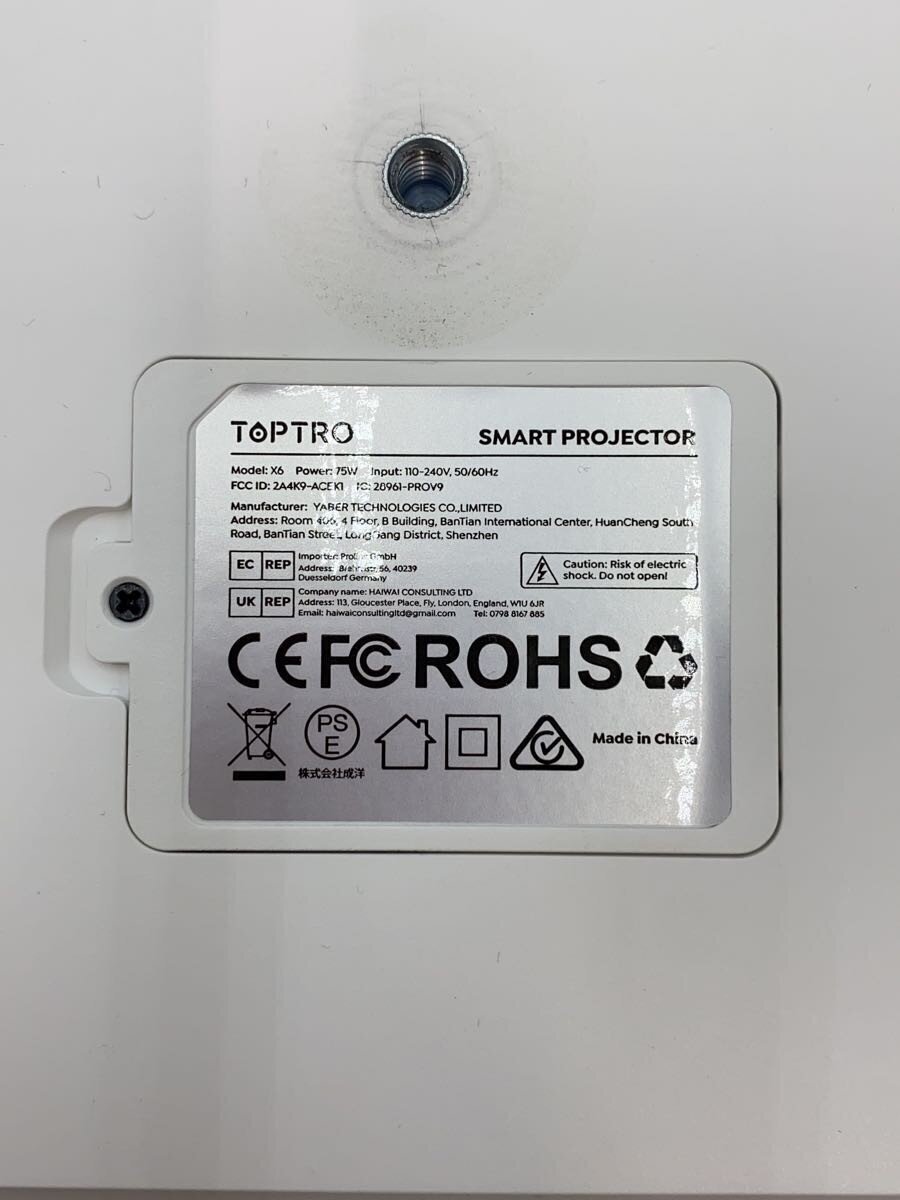 TOPTRO
SMART PROJECTOR
Model: X6 Power: 75W Input: 110-240V, 50/60Hz
FCC ID: 2A4K9-ACEK1 IC: 28961-PROV9
Manufacturer: YABER TECHNOLOGIES CO.,LIMITED
Address: Room 406, 4 Floor, B Building, BanTian International Center, HuanCheng South
Road, BanTian Street, LongGang District, Shenzhen
EC REP
Importer: GmbH
Address: 56, 40239
Duesseldorf Germany
Caution: Risk of electric
shock. Do not open!
UK REP
Company name: HAIWAI CONSULTING LTD
Address: 113, Gloucester Place, Fly, London, England, W1U 6JR
Email: haiwaiconsultingltd@gmail.com Tel: 0798 8167 885
CE FC ROHS
PS
E
株式会社成洋
Made in China